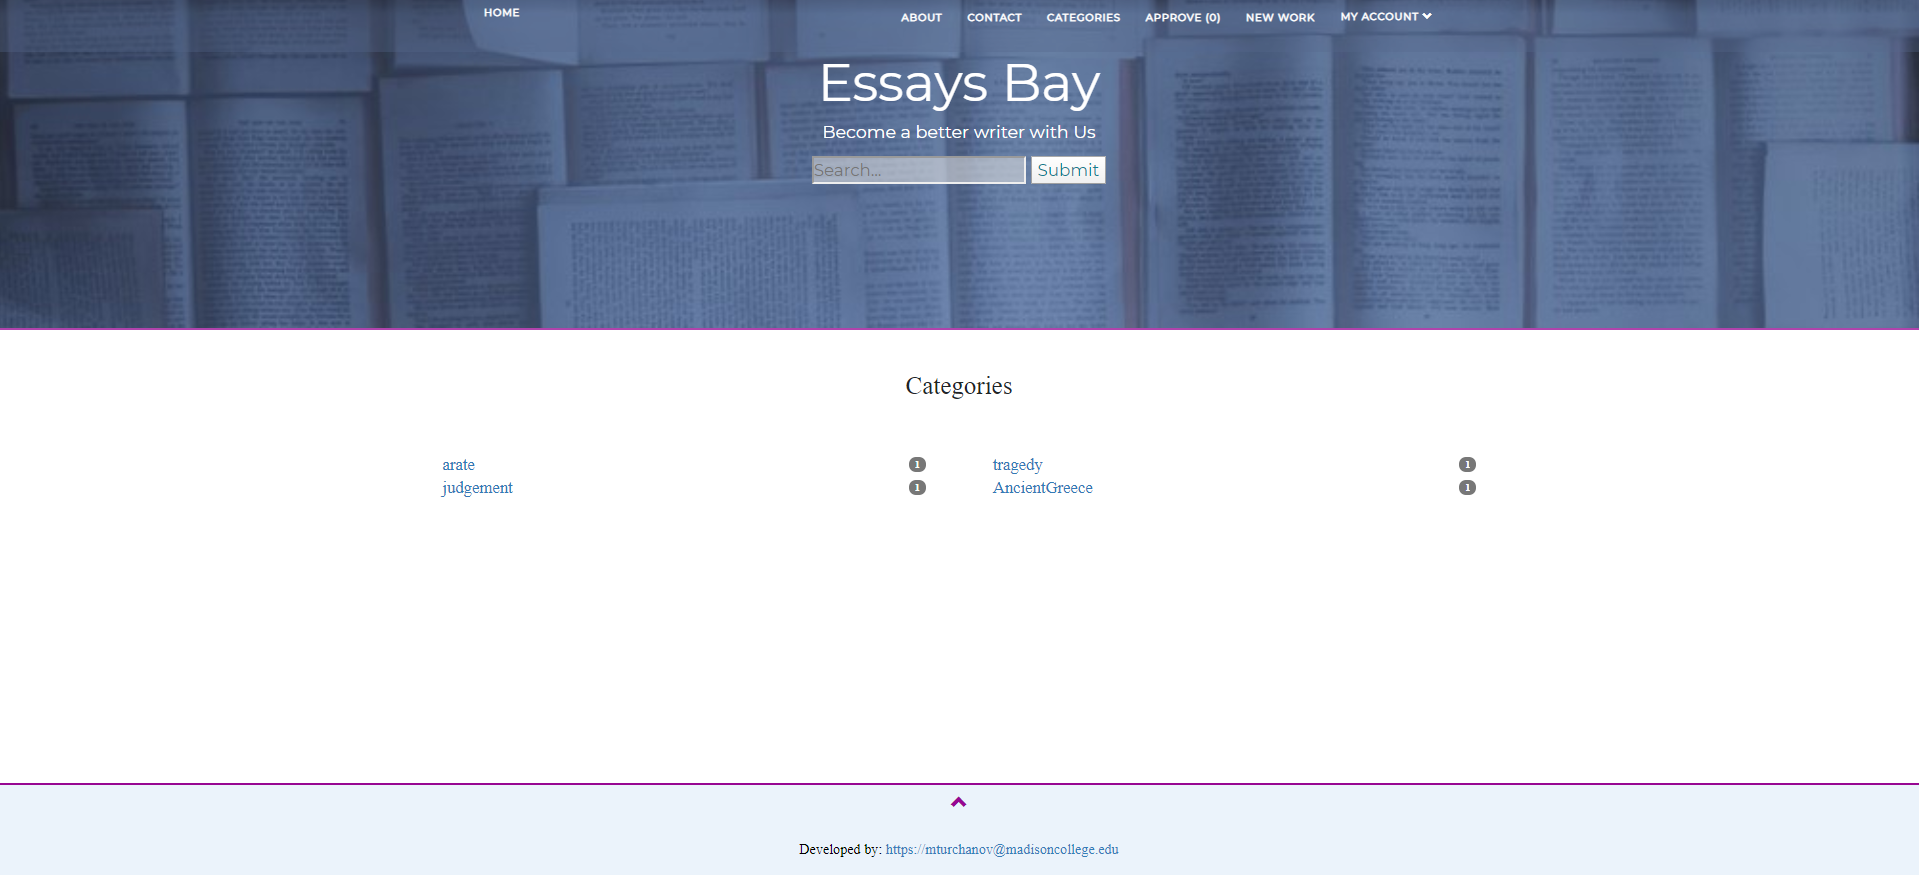 HOME ABOUT CONTACT CATEGORIES APPROVE (0) NEW WORK MY ACCOUNT
Essays Bay
Become a better writer with Us
Search... Submit
Categories
arate 1 tragedy 1
judgement 1 AncientGreece 1
Developed by: https://mturchanov@madisoncollege.edu